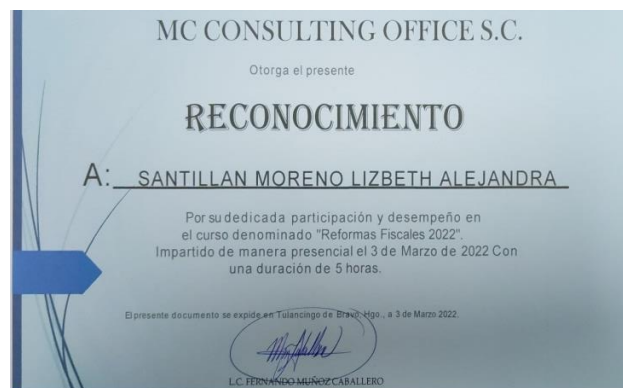 MC CONSULTING OFFICE S.C.
Otorga el presente
RECONOCIMIENTO
A: SANTILLAN MORENO LIZBETH ALEJANDRA
Por su dedicada participación y desempeño en
el curso denominado "Reformas Fiscales 2022".
Impartido de manera presencial el 3 de Marzo de 2022 Con
una duración de 5 horas.
El presente documento se expide en Tulancingo de Bravo, Hgo., a 3 de Marzo 2022.
L.C. FERNANDO MUÑOZ CABALLERO